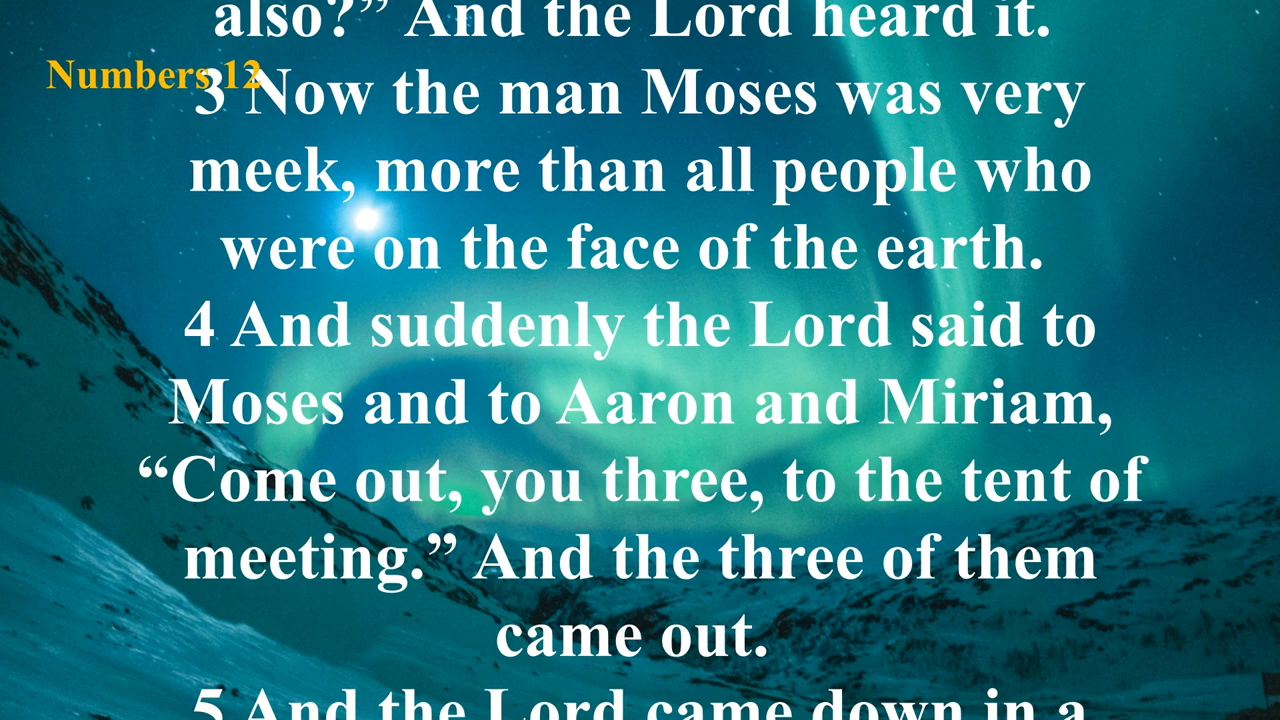 also?” And the Lord heard it.
Numbers 12
3 Now the man Moses was very
meek, more than all people who
were on the face of the earth.
4 And suddenly the Lord said to
Moses and to Aaron and Miriam,
“Come out, you three, to the tent of
meeting.” And the three of them
came out.
5 And the Lord came down in a